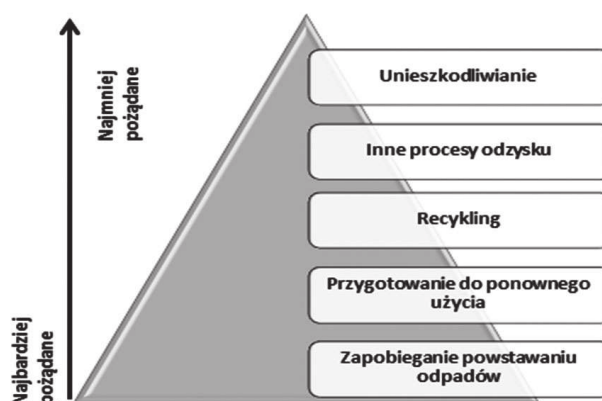 Najmniej
pożądane
Unieszkodliwianie
Inne procesy odzysku
Recykling
Przygotowanie do ponownego
użycia
Zapobieganie powstawaniu
odpadów
Najbardziej
pożądane